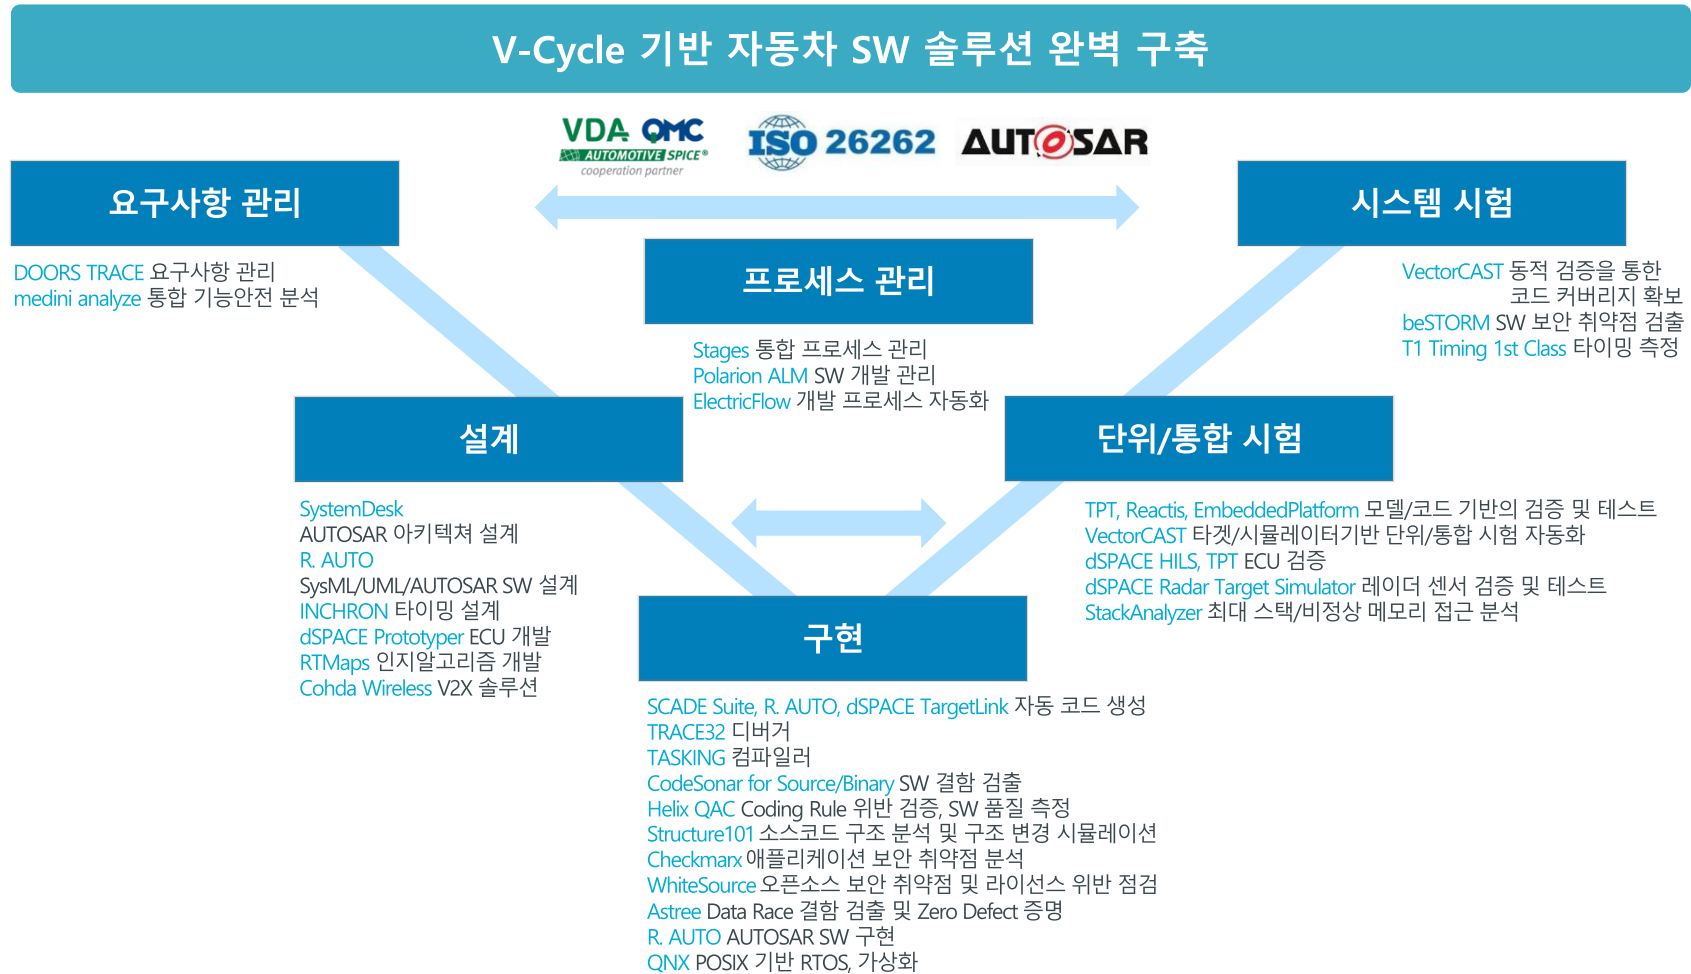 V-Cycle 기반 자동차 SW 솔루션 완벽 구축
VDA QMC
AUTOMOTIVE SPICE®
cooperation partner
ISO 26262
AUTOSAR
요구사항 관리
DOORS TRACE 요구사항 관리
medini analyze 통합 기능안전 분석
시스템 시험
VectorCAST 동적 검증을 통한
코드 커버리지 확보
beSTORM SW 보안 취약점 검출
T1 Timing 1st Class 타이밍 측정
프로세스 관리
Stages 통합 프로세스 관리
Polarion ALM SW 개발 관리
ElectricFlow 개발 프로세스 자동화
설계
SystemDesk
AUTOSAR 아키텍쳐 설계
R. AUTO
SysML/UML/AUTOSAR SW 설계
INCHRON 타이밍 설계
dSPACE Prototyper ECU 개발
RTMaps 인지알고리즘 개발
Cohda Wireless V2X 솔루션
단위/통합 시험
TPT, Reactis, EmbeddedPlatform 모델/코드 기반의 검증 및 테스트
VectorCAST 타겟/시뮬레이터기반 단위/통합 시험 자동화
dSPACE HILS, TPT ECU 검증
dSPACE Radar Target Simulator 레이더 센서 검증 및 테스트
StackAnalyzer 최대 스택/비정상 메모리 접근 분석
구현
SCADE Suite, R. AUTO, dSPACE TargetLink 자동 코드 생성
TRACE32 디버거
TASKING 컴파일러
CodeSonar for Source/Binary SW 결함 검출
Helix QAC Coding Rule 위반 검증, SW 품질 측정
Structure101 소스코드 구조 분석 및 구조 변경 시뮬레이션
Checkmarx 애플리케이션 보안 취약점 분석
WhiteSource 오픈소스 보안 취약점 및 라이선스 위반 점검
Astree Data Race 결함 검출 및 Zero Defect 증명
R. AUTO AUTOSAR SW 구현
QNX POSIX 기반 RTOS, 가상화